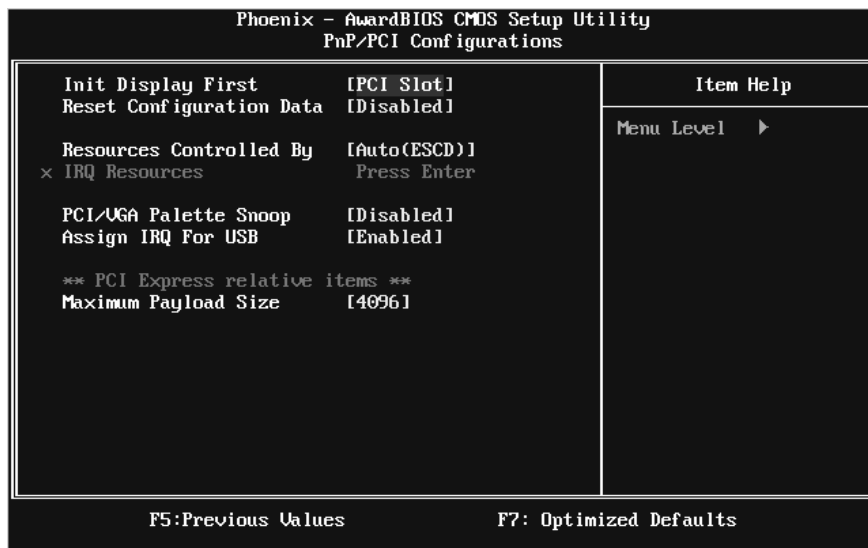 Phoenix - AwardBIOS CMOS Setup Utility
PnP/PCI Configurations
Init Display First [PCI Slot]
Reset Configuration Data [Disabled]
Resources Controlled By [Auto(ESCD)]
x IRQ Resources Press Enter
PCI/VGA Palette Snoop [Disabled]
Assign IRQ For USB [Enabled]
** PCI Express relative items **
Maximum Payload Size [4096]
Item Help
Menu Level ▶
F5:Previous Values F7: Optimized Defaults